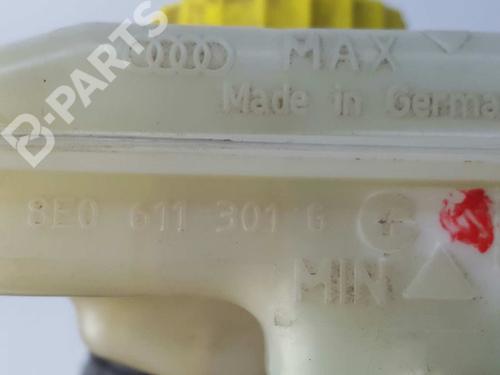 MAX
Made in Germa
8E0 611 301 G
MIN
B-PARTS